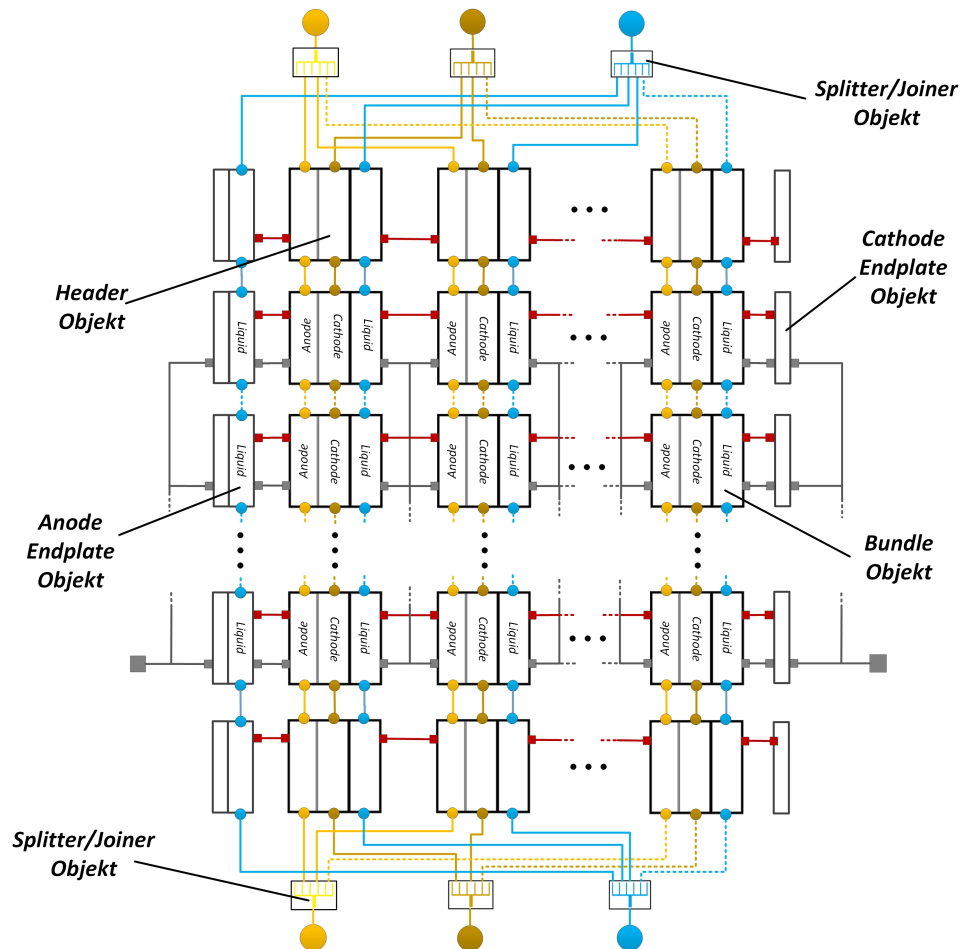 Splitter/Joiner
Objekt
Cathode
Endplate
Objekt
Header
Objekt
Liquid
Anode
Cathode
Liquid
Anode
Cathode
Liquid
Anode
Cathode
Liquid
Liquid
Anode
Cathode
Liquid
Anode
Cathode
Liquid
Anode
Cathode
Liquid
Anode
Endplate
Objekt
Bundle
Objekt
Liquid
Anode
Cathode
Liquid
Anode
Cathode
Liquid
Anode
Cathode
Liquid
Splitter/Joiner
Objekt